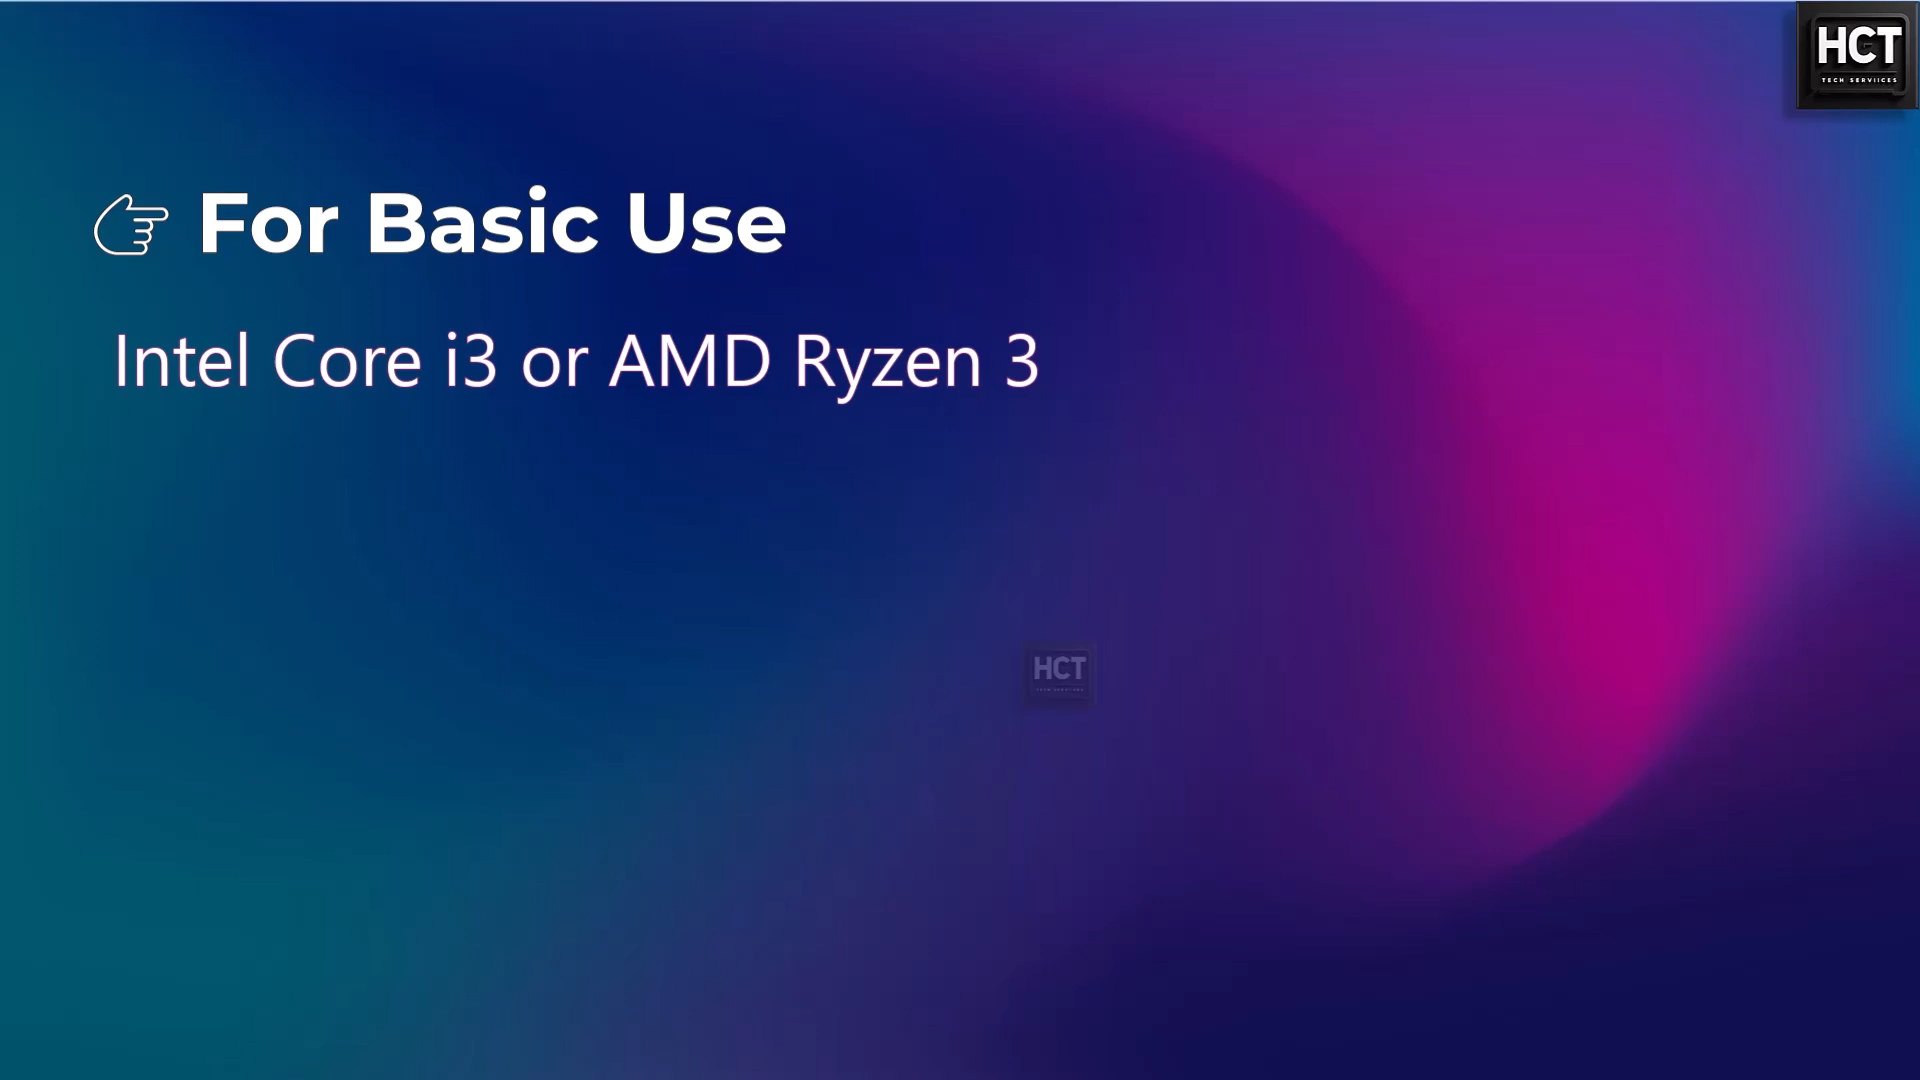 HCT
TECH SERVIICES
👉 For Basic Use
Intel Core i3 or AMD Ryzen 3
HCT